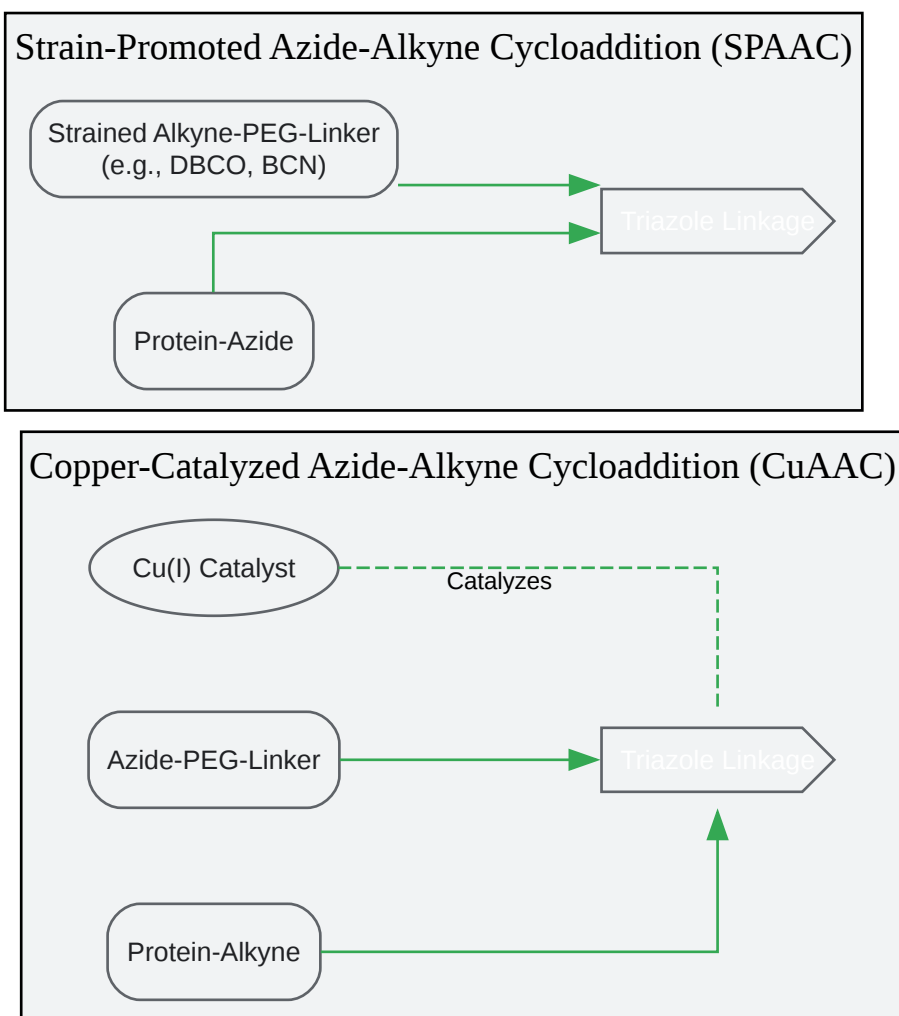 Strain-Promoted Azide-Alkyne Cycloaddition (SPAAC)
Strained Alkyne-PEG-Linker
(e.g., DBCO, BCN)
Triazole Linkage
Protein-Azide
Copper-Catalyzed Azide-Alkyne Cycloaddition (CuAAC)
Cu(I) Catalyst
Catalyzes
Azide-PEG-Linker
Triazole Linkage
Protein-Alkyne